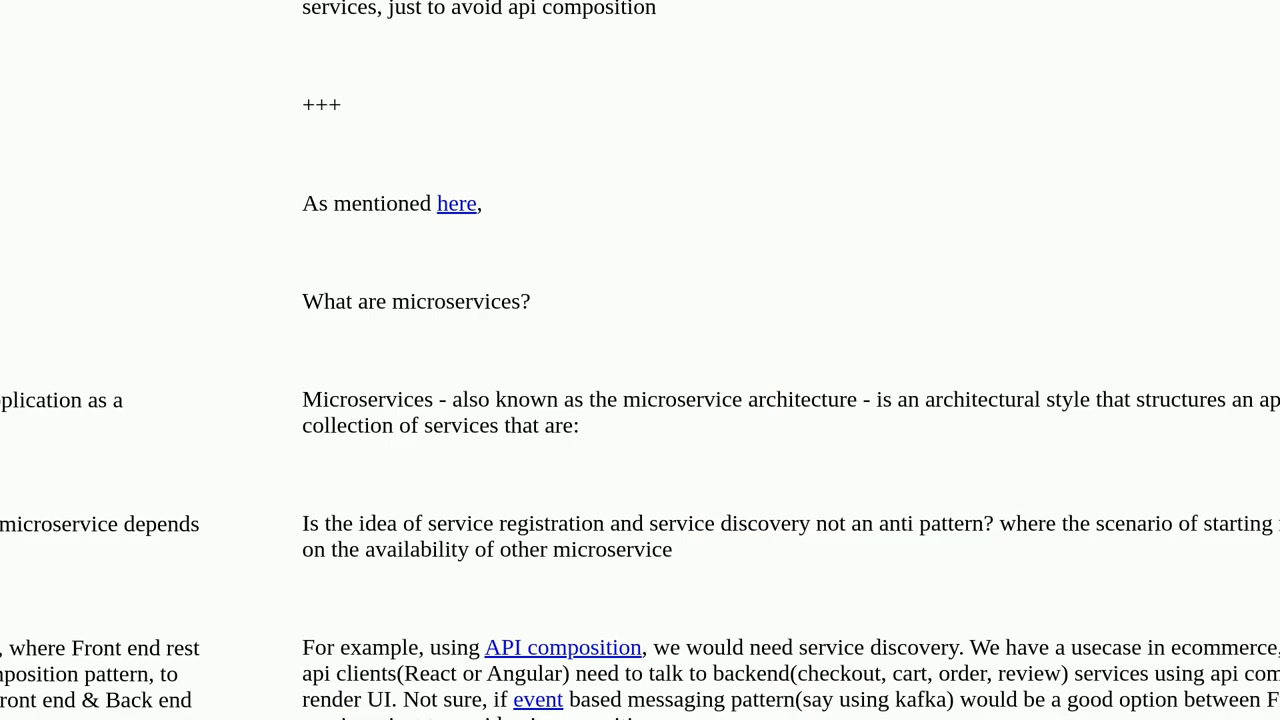 services, just to avoid api composition
+++
As mentioned here,
What are microservices?
plication as a
Microservices - also known as the microservice architecture - is an architectural style that structures an ap
collection of services that are:
microservice depends
Is the idea of service registration and service discovery not an anti pattern? where the scenario of starting
on the availability of other microservice
, where Front end rest
position pattern, to
ront end & Back end
For example, using API composition, we would need service discovery. We have a usecase in ecommerce,
api clients(React or Angular) need to talk to backend(checkout, cart, order, review) services using api com
render UI. Not sure, if event based messaging pattern(say using kafka) would be a good option between F